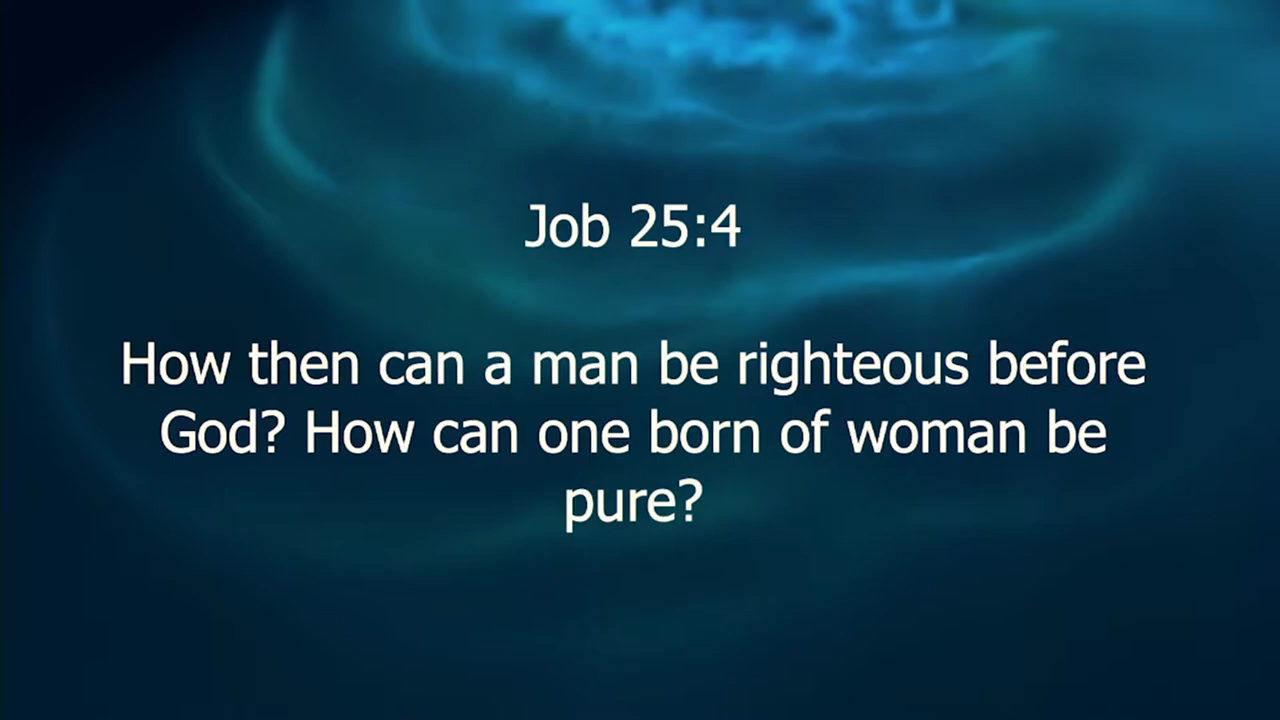 Job 25:4
How then can a man be righteous before
God? How can one born of woman be
pure?